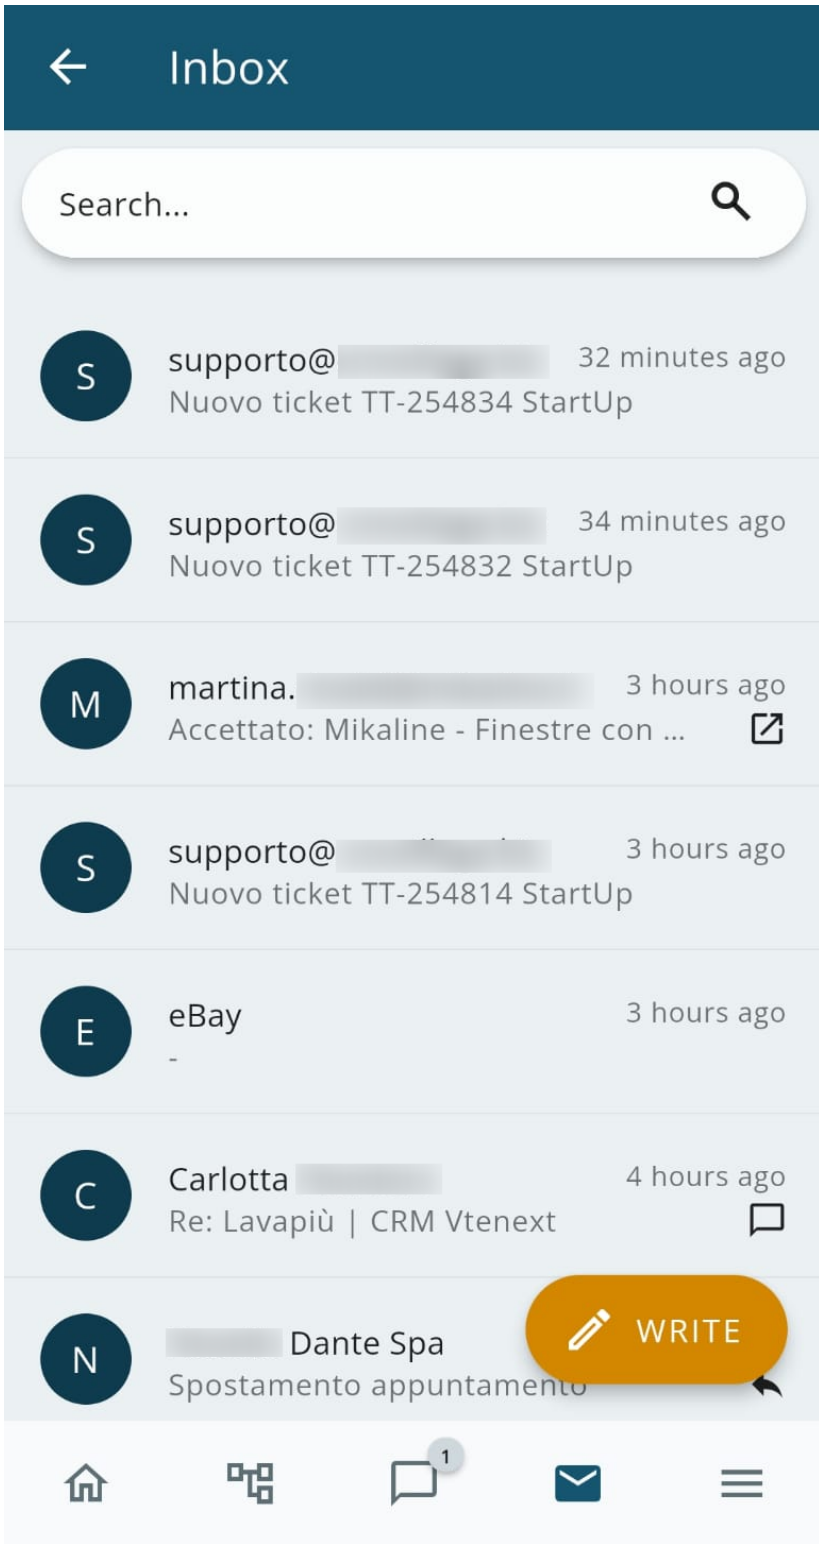 Inbox
Search...
S
supporto@ 32 minutes ago
Nuovo ticket TT-254834 StartUp
S
supporto@ 34 minutes ago
Nuovo ticket TT-254832 StartUp
M
martina. 3 hours ago
Accettato: Mikaline - Finestre con ...
S
supporto@ 3 hours ago
Nuovo ticket TT-254814 StartUp
E
eBay 3 hours ago
-
C
Carlotta 4 hours ago
Re: Lavapiù | CRM Vtenext
N
Dante Spa
WRITE
Spostamento appuntamento
1